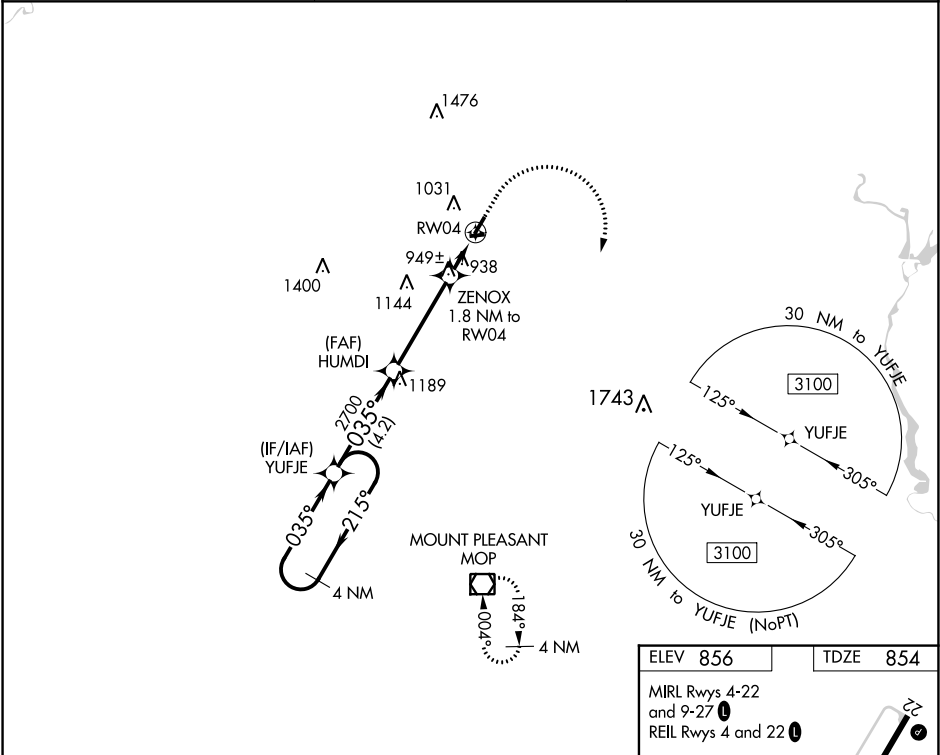 1476
1031
RW04
949±
938
1400
1144
ZENOX
1.8 NM to
RW04
(FAF)
HUMDI
1189
2700
035°
(4.2)
(IF/IAF)
YUFJE
035°
215°
4 NM
1743
30 NM to YUFJE
3100
125°
YUFJE
305°
125°
YUFJE
305°
3100
30 NM to YUFJE (NoPT)
MOUNT PLEASANT
MOP
184°
004°
4 NM
ELEV 856
TDZE 854
MIRL Rwys 4-22
and 9-27 L
REIL Rwys 4 and 22 L
22
P